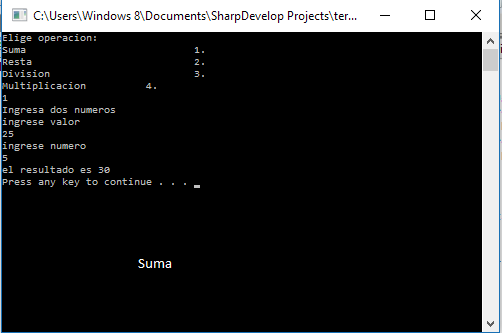 C:\Users\Windows 8\Documents\SharpDevelop Projects\ter...
Elige operacion:
Suma 1.
Resta 2.
Division 3.
Multiplicacion 4.
1
Ingresa dos numeros
ingrese valor
25
ingrese numero
5
el resultado es 30
Press any key to continue . . .
Suma